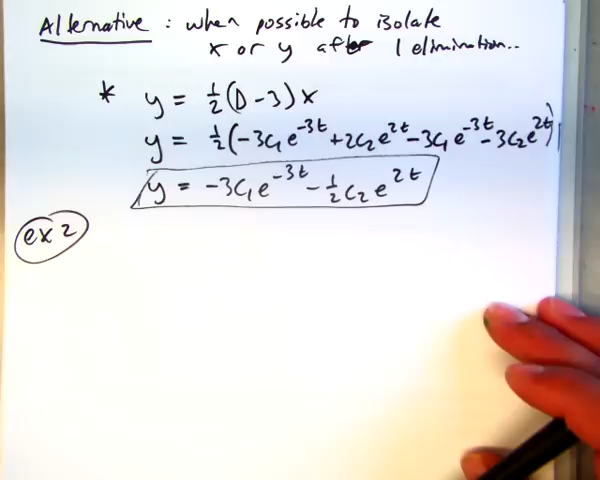 Alternative : when possible to isolate
x or y after 1 elimination..
* y = ½(D-3)x
y = ½(-3c₁e^{-3t}+2c₂e^{2t}-3c₁e^{-3t}-3c₂e^{2t})
y = -3c₁e^{-3t} - ½c₂e^{2t}
ex 2